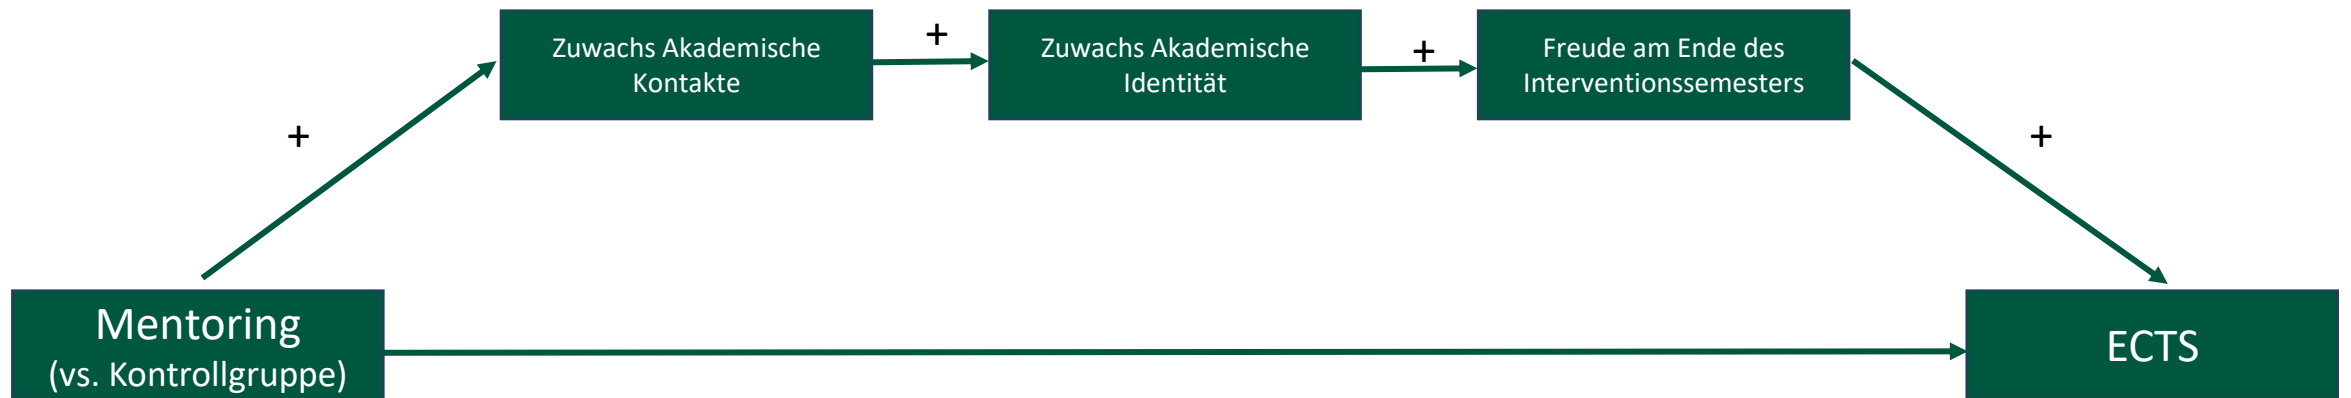 Zuwachs Akademische
Kontakte
+
Zuwachs Akademische
Identität
+
Freude am Ende des
Interventionssemesters
+
+
Mentoring
(vs. Kontrollgruppe)
ECTS